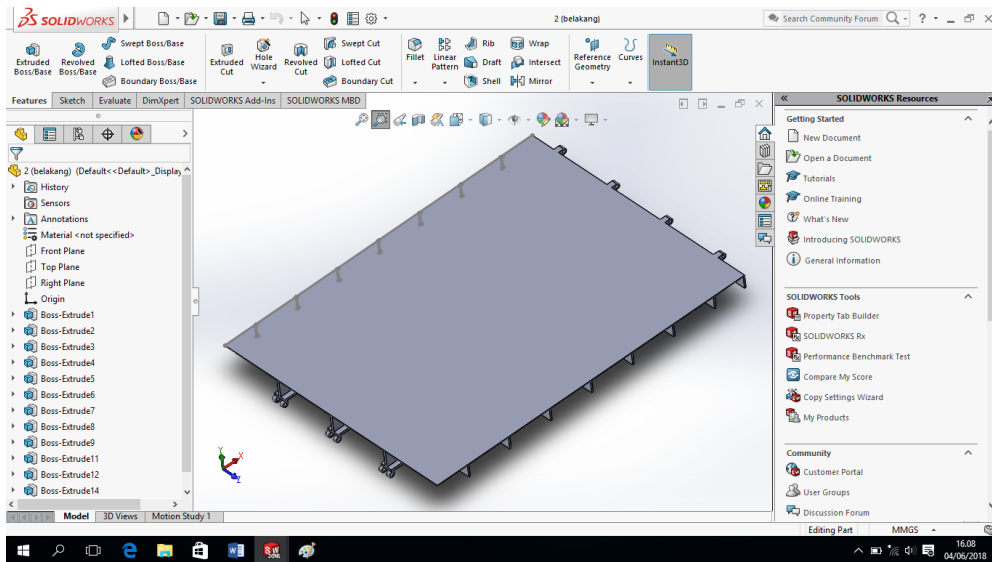 SOLIDWORKS
2 (belakang)
Search Community Forum
Extruded Boss/Base
Revolved Boss/Base
Swept Boss/Base
Lofted Boss/Base
Boundary Boss/Base
Extruded Cut
Hole Wizard
Revolved Cut
Swept Cut
Lofted Cut
Boundary Cut
Fillet
Linear Pattern
Rib
Draft
Shell
Wrap
Intersect
Mirror
Reference Geometry
Curves
Instant3D
Features
Sketch
Evaluate
DimXpert
SOLIDWORKS Add-Ins
SOLIDWORKS MBD
2 (belakang) (Default<<Default>_Display
History
Sensors
Annotations
Material <not specified>
Front Plane
Top Plane
Right Plane
Origin
Boss-Extrude1
Boss-Extrude2
Boss-Extrude3
Boss-Extrude4
Boss-Extrude5
Boss-Extrude6
Boss-Extrude7
Boss-Extrude8
Boss-Extrude9
Boss-Extrude11
Boss-Extrude12
Boss-Extrude14
Y
X
Z
SOLIDWORKS Resources
Getting Started
New Document
Open a Document
Tutorials
Online Training
What's New
Introducing SOLIDWORKS
General Information
SOLIDWORKS Tools
Property Tab Builder
SOLIDWORKS Rx
Performance Benchmark Test
Compare My Score
Copy Settings Wizard
My Products
Community
Customer Portal
User Groups
Discussion Forum
Model
3D Views
Motion Study 1
Editing Part
MMGS
16.08
04/06/2018